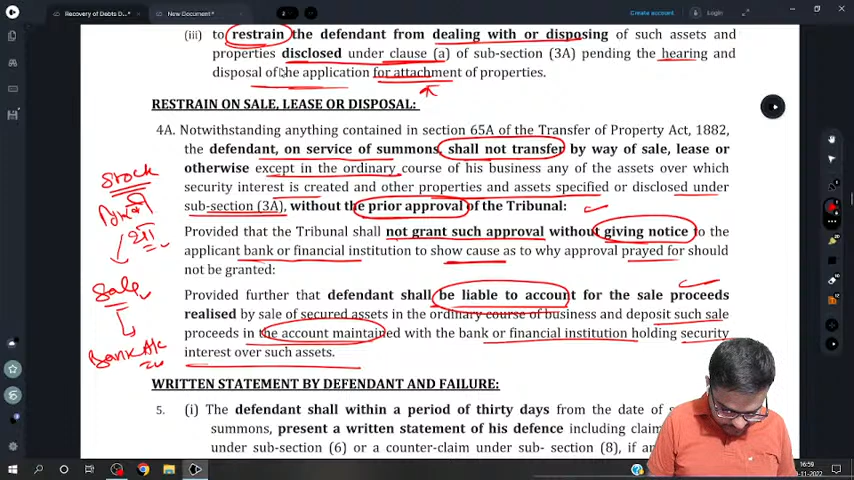 Recovery of Debts D...
New Document *
2
Create account
Login
(iii) to restrain the defendant from dealing with or disposing of such assets and
properties disclosed under clause (a) of sub-section (3A) pending the hearing and
disposal of the application for attachment of properties.
RESTRAIN ON SALE, LEASE OR DISPOSAL:
4A. Notwithstanding anything contained in section 65A of the Transfer of Property Act, 1882,
the defendant, on service of summons, shall not transfer by way of sale, lease or
otherwise except in the ordinary course of his business any of the assets over which
security interest is created and other properties and assets specified or disclosed under
sub-section (3A), without the prior approval of the Tribunal:
Provided that the Tribunal shall not grant such approval without giving notice to the
applicant bank or financial institution to show cause as to why approval prayed for should
not be granted:
Provided further that defendant shall be liable to account for the sale proceeds
realised by sale of secured assets in the ordinary course of business and deposit such sale
proceeds in the account maintained with the bank or financial institution holding security
interest over such assets.
Stock
Sale
Bank A/c
WRITTEN STATEMENT BY DEFENDANT AND FAILURE:
5. (i) The defendant shall within a period of thirty days from the date of
summons, present a written statement of his defence including claim
under sub-section (6) or a counter-claim under sub- section (8), if
16:59
-11-2022